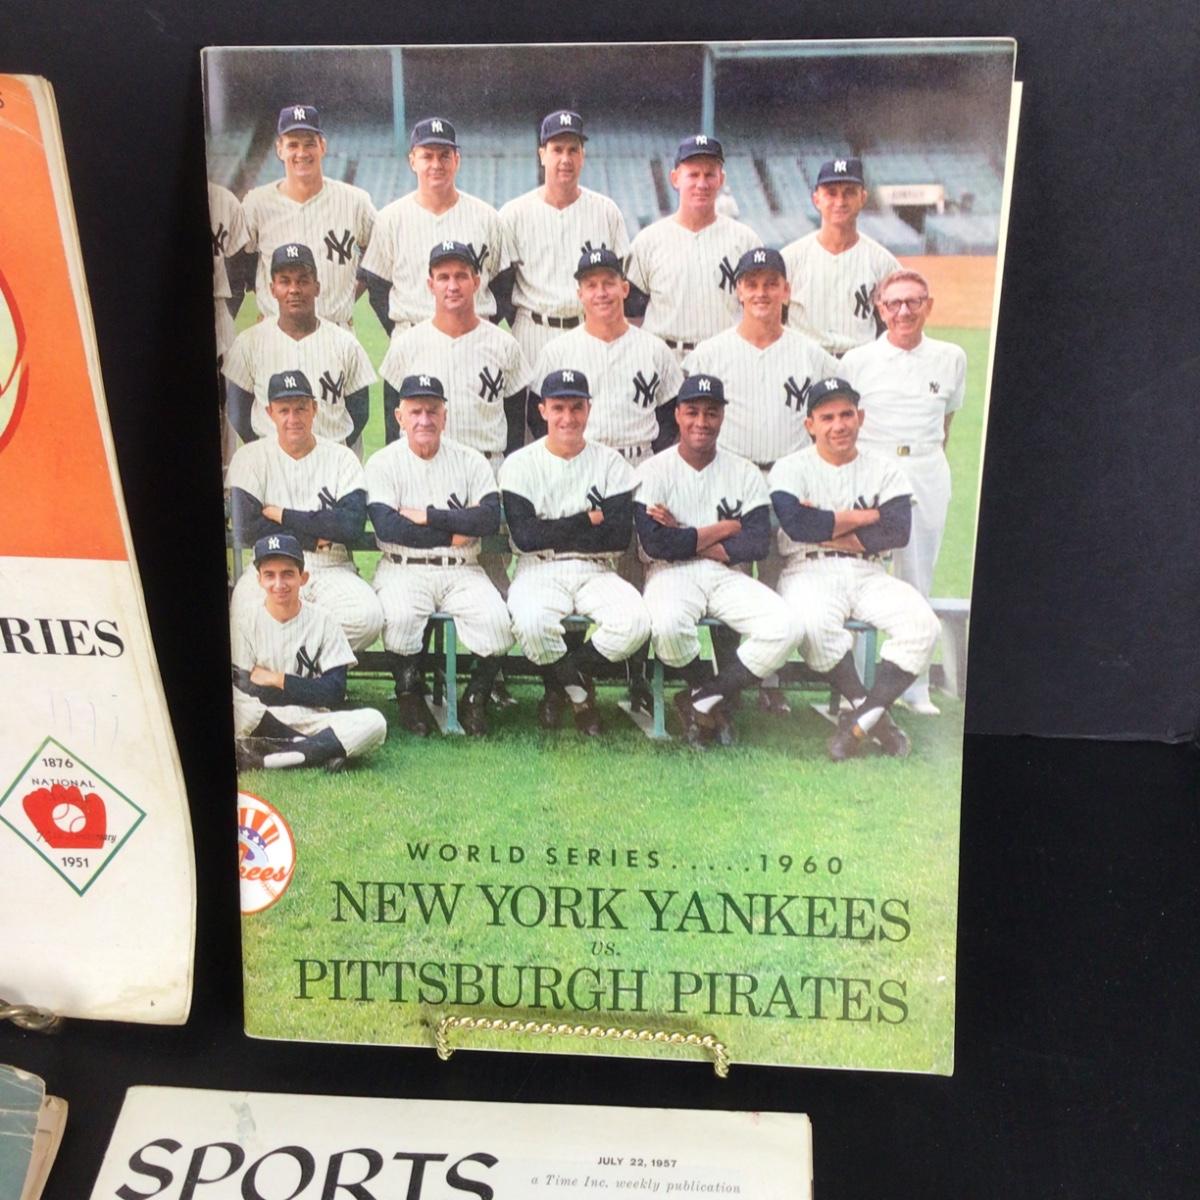 RIES
1876
NATIONAL
1951
WORLD SERIES.....1960
NEW YORK YANKEES
vs.
PITTSBURGH PIRATES
kees
SPORTS
JULY 22, 1957
a Time Inc. weekly publication